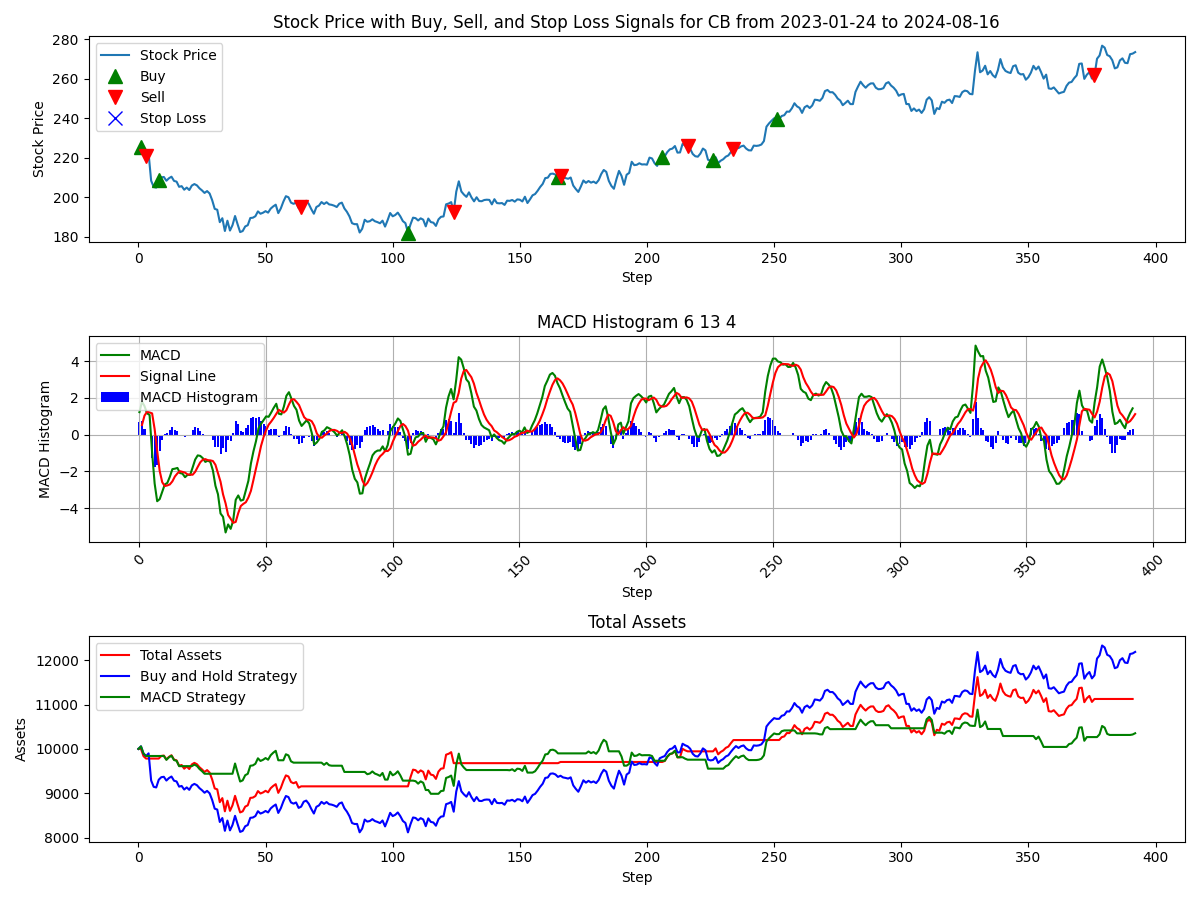 Stock Price with Buy, Sell, and Stop Loss Signals for CB from 2023-01-24 to 2024-08-16
280
260
240
220
200
180
Stock Price
Stock Price
Buy
Sell
Stop Loss
0 50 100 150 200 250 300 350 400
Step
MACD Histogram 6 13 4
4
2
0
−2
−4
MACD Histogram
MACD
Signal Line
MACD Histogram
0 50 100 150 200 250 300 350 400
Step
Total Assets
12000
11000
10000
9000
8000
Assets
Total Assets
Buy and Hold Strategy
MACD Strategy
0 50 100 150 200 250 300 350 400
Step